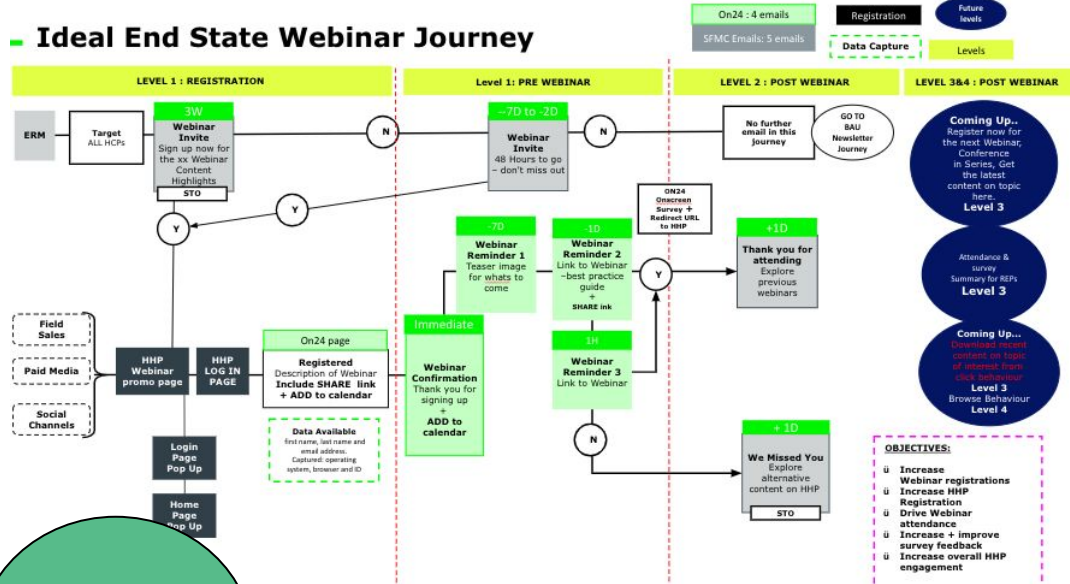 Ideal End State Webinar Journey
On24 : 4 emails
SFMC Emails: 5 emails
Registration
Future
levels
Data Capture
Levels
LEVEL 1 : REGISTRATION
Level 1: PRE WEBINAR
LEVEL 2 : POST WEBINAR
LEVEL 3&4 : POST WEBINAR
ERM
Target
ALL HCPs
3W
Webinar
Invite
Sign up now for
the xx Webinar
Content
Highlights
STO
N
~7D to -2D
Webinar
Invite
48 Hours to go
– don't miss out
N
No further
email in this
journey
GO TO
BAU
Newsletter
Journey
Y
Y
ON24
Onscreen
Survey +
Redirect URL
to HHP
-7D
Webinar
Reminder 1
Teaser image
for whats to
come
-1D
Webinar
Reminder 2
Link to Webinar
–best practice
guide
+
SHARE link
Y
+1D
Thank you for
attending
Explore
previous
webinars
Field
Sales
Paid Media
Social
Channels
HHP
Webinar
promo page
HHP
LOG IN
PAGE
On24 page
Registered
Description of Webinar
Include SHARE link
+ ADD to calendar
Immediate
Webinar
Confirmation
Thank you for
signing up
+
ADD to
calendar
1H
Webinar
Reminder 3
Link to Webinar
Data Available
first name, last name and
email address.
Captured: operating
system, browser and ID
N
+ 1D
We Missed You
Explore
alternative
content on HHP
STO
Login
Page
Pop Up
Home
Page
Pop Up
Coming Up..
Register now for
the next Webinar,
Conference
in Series, Get
the latest
content on topic
here.
Level 3
Attendance &
survey
Summary for REPs
Level 3
Coming Up...
Download recent
content on topic
of interest from
click behaviour
Level 3
Browse Behaviour
Level 4
OBJECTIVES:
ü Increase
Webinar registrations
ü Increase HHP
Registration
ü Drive Webinar
attendance
ü Increase + improve
survey feedback
ü Increase overall HHP
engagement